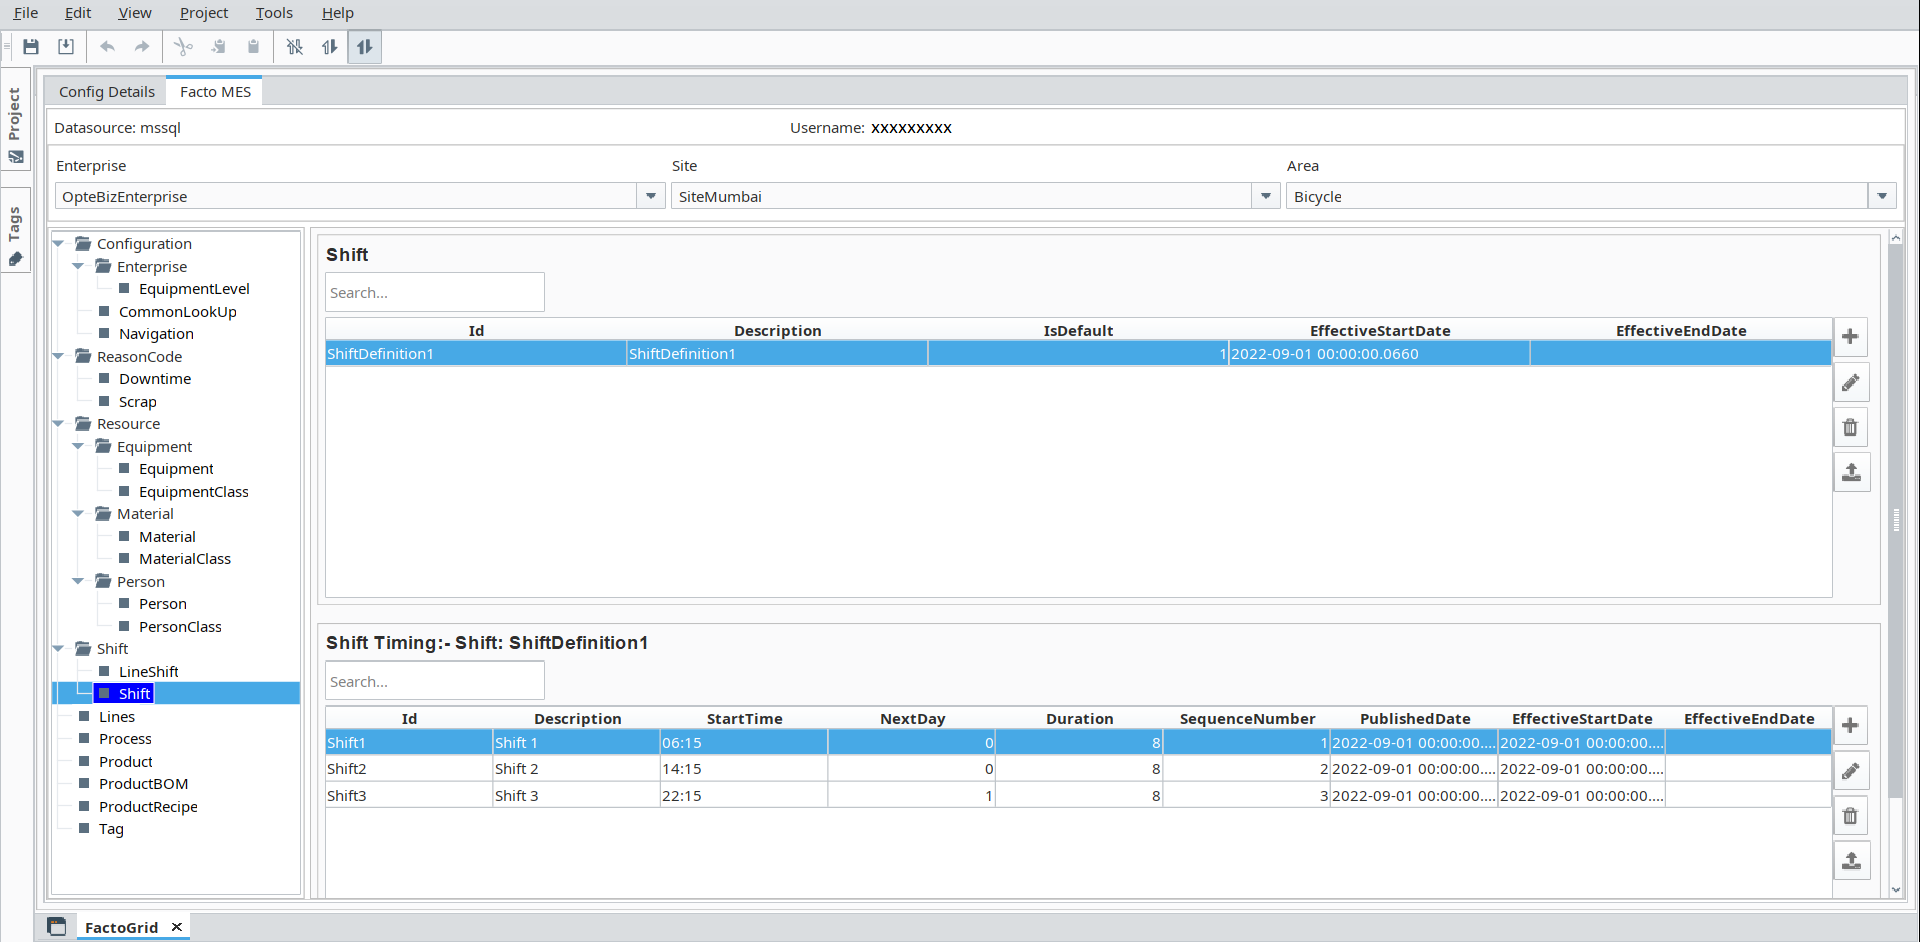 File Edit View Project Tools Help
Project
Tags
Config Details Facto MES
Datasource: mssql Username: xxxxxxxxx
Enterprise Site Area
OpteBizEnterprise SiteMumbai Bicycle
Configuration
Enterprise
EquipmentLevel
CommonLookUp
Navigation
ReasonCode
Downtime
Scrap
Resource
Equipment
Equipment
EquipmentClass
Material
Material
MaterialClass
Person
Person
PersonClass
Shift
LineShift
Shift
Lines
Process
Product
ProductBOM
ProductRecipe
Tag
Shift
Search...
Id Description IsDefault EffectiveStartDate EffectiveEndDate
ShiftDefinition1 ShiftDefinition1 1 2022-09-01 00:00:00.0660
Shift Timing:- Shift: ShiftDefinition1
Search...
Id Description StartTime NextDay Duration SequenceNumber PublishedDate EffectiveStartDate EffectiveEndDate
Shift1 Shift 1 06:15 0 8 1 2022-09-01 00:00:00.... 2022-09-01 00:00:00....
Shift2 Shift 2 14:15 0 8 2 2022-09-01 00:00:00.... 2022-09-01 00:00:00....
Shift3 Shift 3 22:15 1 8 3 2022-09-01 00:00:00.... 2022-09-01 00:00:00....
FactoGrid